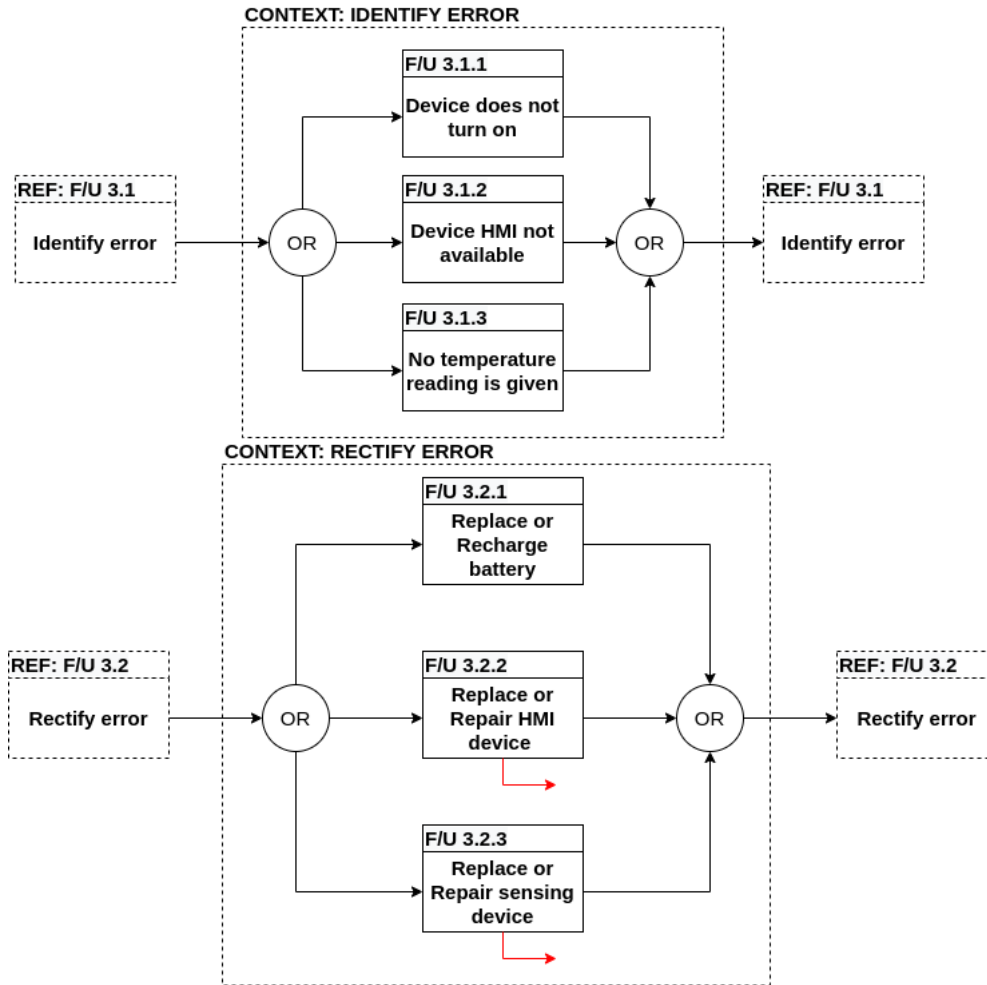 CONTEXT: IDENTIFY ERROR
F/U 3.1.1
Device does not
turn on
REF: F/U 3.1
Identify error
OR
F/U 3.1.2
Device HMI not
available
OR
REF: F/U 3.1
Identify error
F/U 3.1.3
No temperature
reading is given
CONTEXT: RECTIFY ERROR
F/U 3.2.1
Replace or
Recharge
battery
REF: F/U 3.2
Rectify error
OR
F/U 3.2.2
Replace or
Repair HMI
device
OR
REF: F/U 3.2
Rectify error
F/U 3.2.3
Replace or
Repair sensing
device